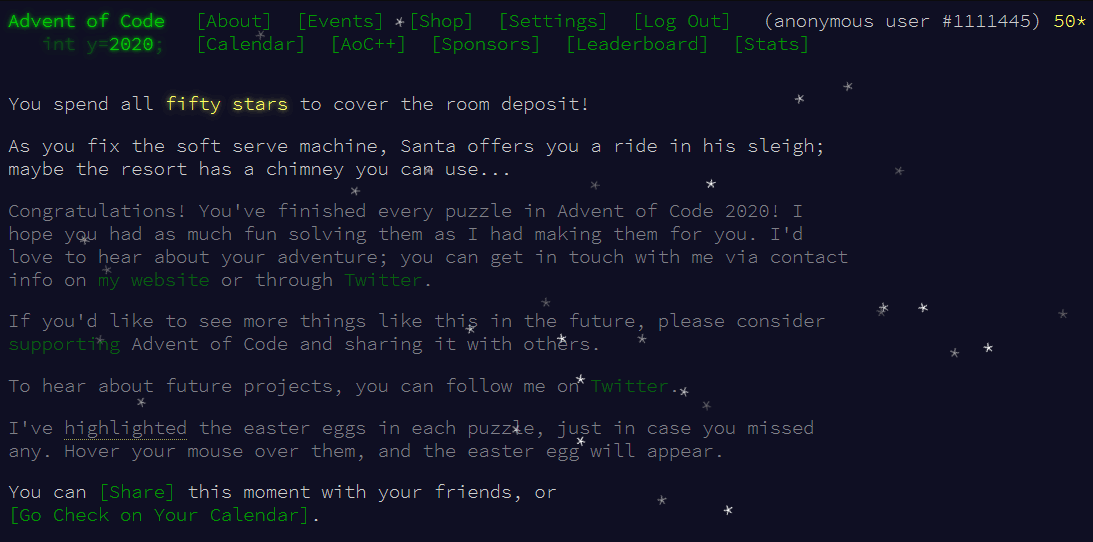 Advent of Code [About] [Events] [Shop] [Settings] [Log Out] (anonymous user #1111445) 50*
int y=2020; [Calendar] [AoC++] [Sponsors] [Leaderboard] [Stats]
You spend all fifty stars to cover the room deposit!
As you fix the soft serve machine, Santa offers you a ride in his sleigh;
maybe the resort has a chimney you can use...
Congratulations! You've finished every puzzle in Advent of Code 2020! I
hope you had as much fun solving them as I had making them for you. I'd
love to hear about your adventure; you can get in touch with me via contact
info on my website or through Twitter.
If you'd like to see more things like this in the future, please consider
supporting Advent of Code and sharing it with others.
To hear about future projects, you can follow me on Twitter.
I've highlighted the easter eggs in each puzzle, just in case you missed
any. Hover your mouse over them, and the easter egg will appear.
You can [Share] this moment with your friends, or
[Go Check on Your Calendar].